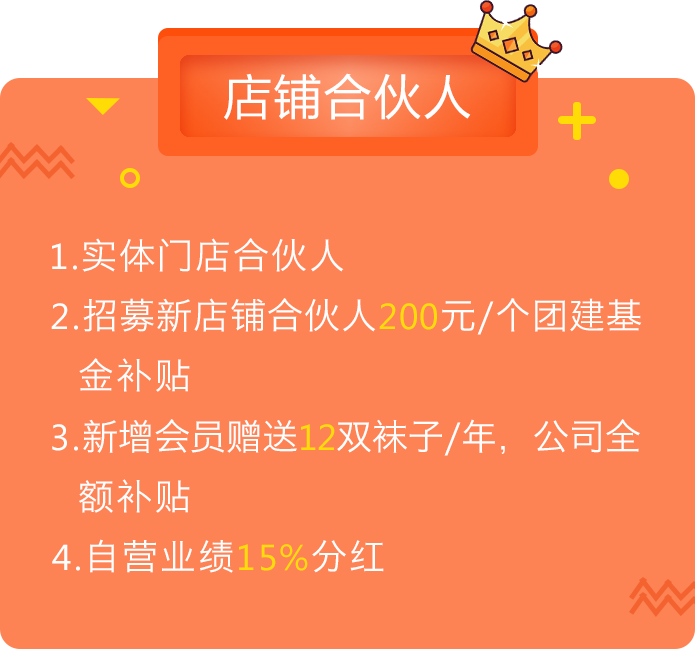 店铺合伙人
1.实体门店合伙人
2.招募新店铺合伙人200元/个团建基
金补贴
3.新增会员赠送12双袜子/年，公司全
额补贴
4.自营业绩15%分红